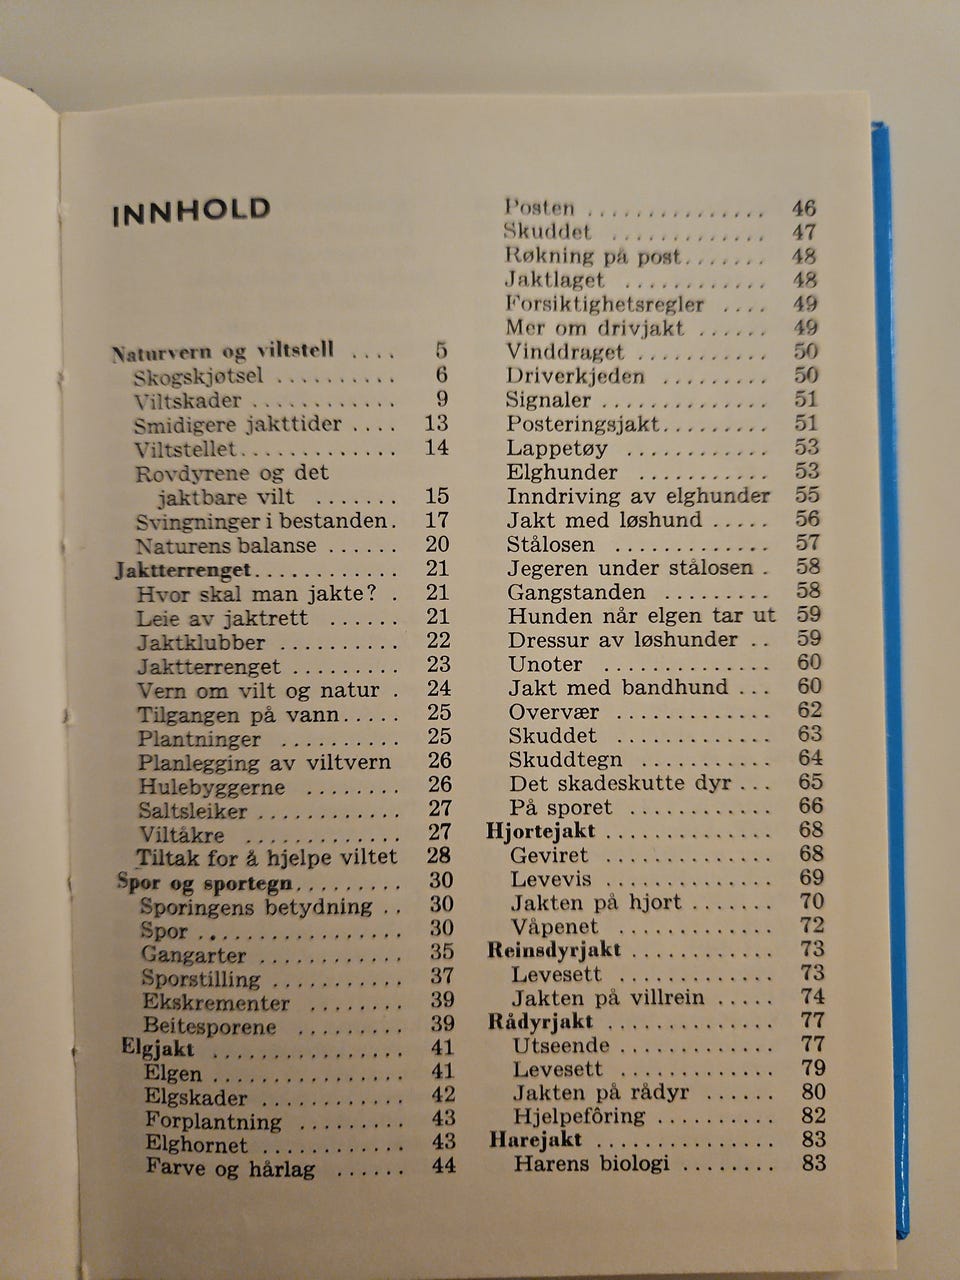 INNHOLD
Naturvern og viltstell .... 5
Skogskjøtsel .......... 6
Viltskader ............ 9
Smidigere jakttider .... 13
Viltstellet............. 14
Rovdyrene og det
jaktbare vilt ....... 15
Svingninger i bestanden. 17
Naturens balanse ...... 20
Jaktterrenget............ 21
Hvor skal man jakte? . 21
Leie av jaktrett ...... 21
Jaktklubber .......... 22
Jaktterrenget ......... 23
Vern om vilt og natur . 24
Tilgangen på vann..... 25
Plantninger .......... 25
Planlegging av viltvern 26
Hulebyggerne ........ 26
Saltsleiker ............ 27
Viltåkre ............. 27
Tiltak for å hjelpe viltet 28
Spor og sportegn......... 30
Sporingens betydning .. 30
Spor ................. 30
Gangarter ............ 35
Sporstilling ........... 37
Ekskrementer ........ 39
Beitesporene ......... 39
Elgjakt ................ 41
Elgen ................ 41
Elgskader ............ 42
Forplantning ......... 43
Elghornet ............ 43
Farve og hårlag ...... 44
Posten ............... 46
Skuddet ............. 47
Røkning på post....... 48
Jaktlaget ............ 48
Forsiktighetsregler .... 49
Mer om drivjakt ...... 49
Vinddraget ........... 50
Driverkjeden ......... 50
Signaler .............. 51
Posteringsjakt......... 51
Lappetøy ............ 53
Elghunder ........... 53
Inndriving av elghunder 55
Jakt med løshund ..... 56
Stålosen ............. 57
Jegeren under stålosen . 58
Gangstanden ......... 58
Hunden når elgen tar ut 59
Dressur av løshunder .. 59
Unoter .............. 60
Jakt med bandhund ... 60
Overvær ............. 62
Skuddet ............. 63
Skuddtegn ........... 64
Det skadeskutte dyr ... 65
På sporet ............ 66
Hjortejakt .............. 68
Geviret .............. 68
Levevis .............. 69
Jakten på hjort ....... 70
Våpenet ............. 72
Reinsdyrjakt ............ 73
Levesett ............. 73
Jakten på villrein ..... 74
Rådyrjakt .............. 77
Utseende ............. 77
Levesett ............. 79
Jakten på rådyr ...... 80
Hjelpefôring .......... 82
Harejakt ............... 83
Harens biologi ........ 83